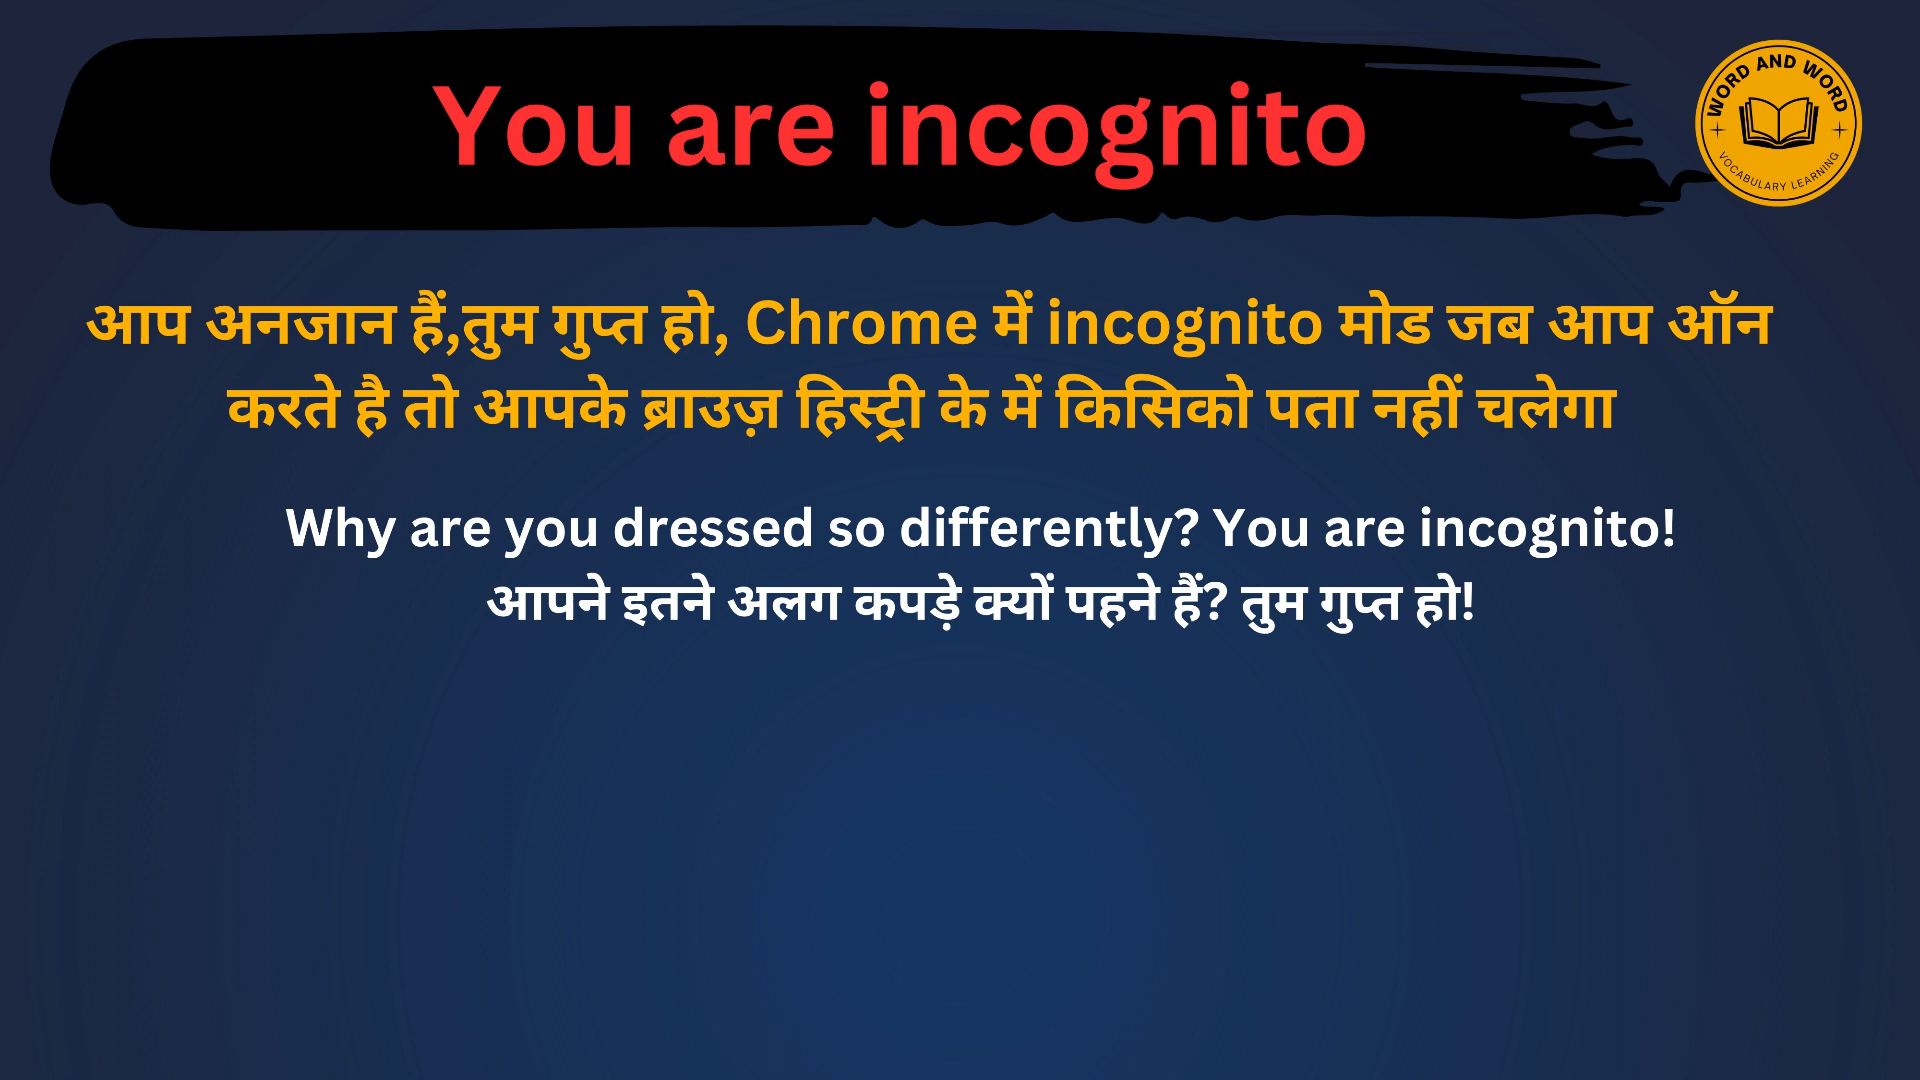 You are incognito
WORD AND WORD
VOCABULARY LEARNING
आप अनजान हैं,तुम गुप्त हो, Chrome में incognito मोड जब आप ऑन
करते है तो आपके ब्राउज़ हिस्ट्री के में किसिको पता नहीं चलेगा
Why are you dressed so differently? You are incognito!
आपने इतने अलग कपड़े क्यों पहने हैं? तुम गुप्त हो!